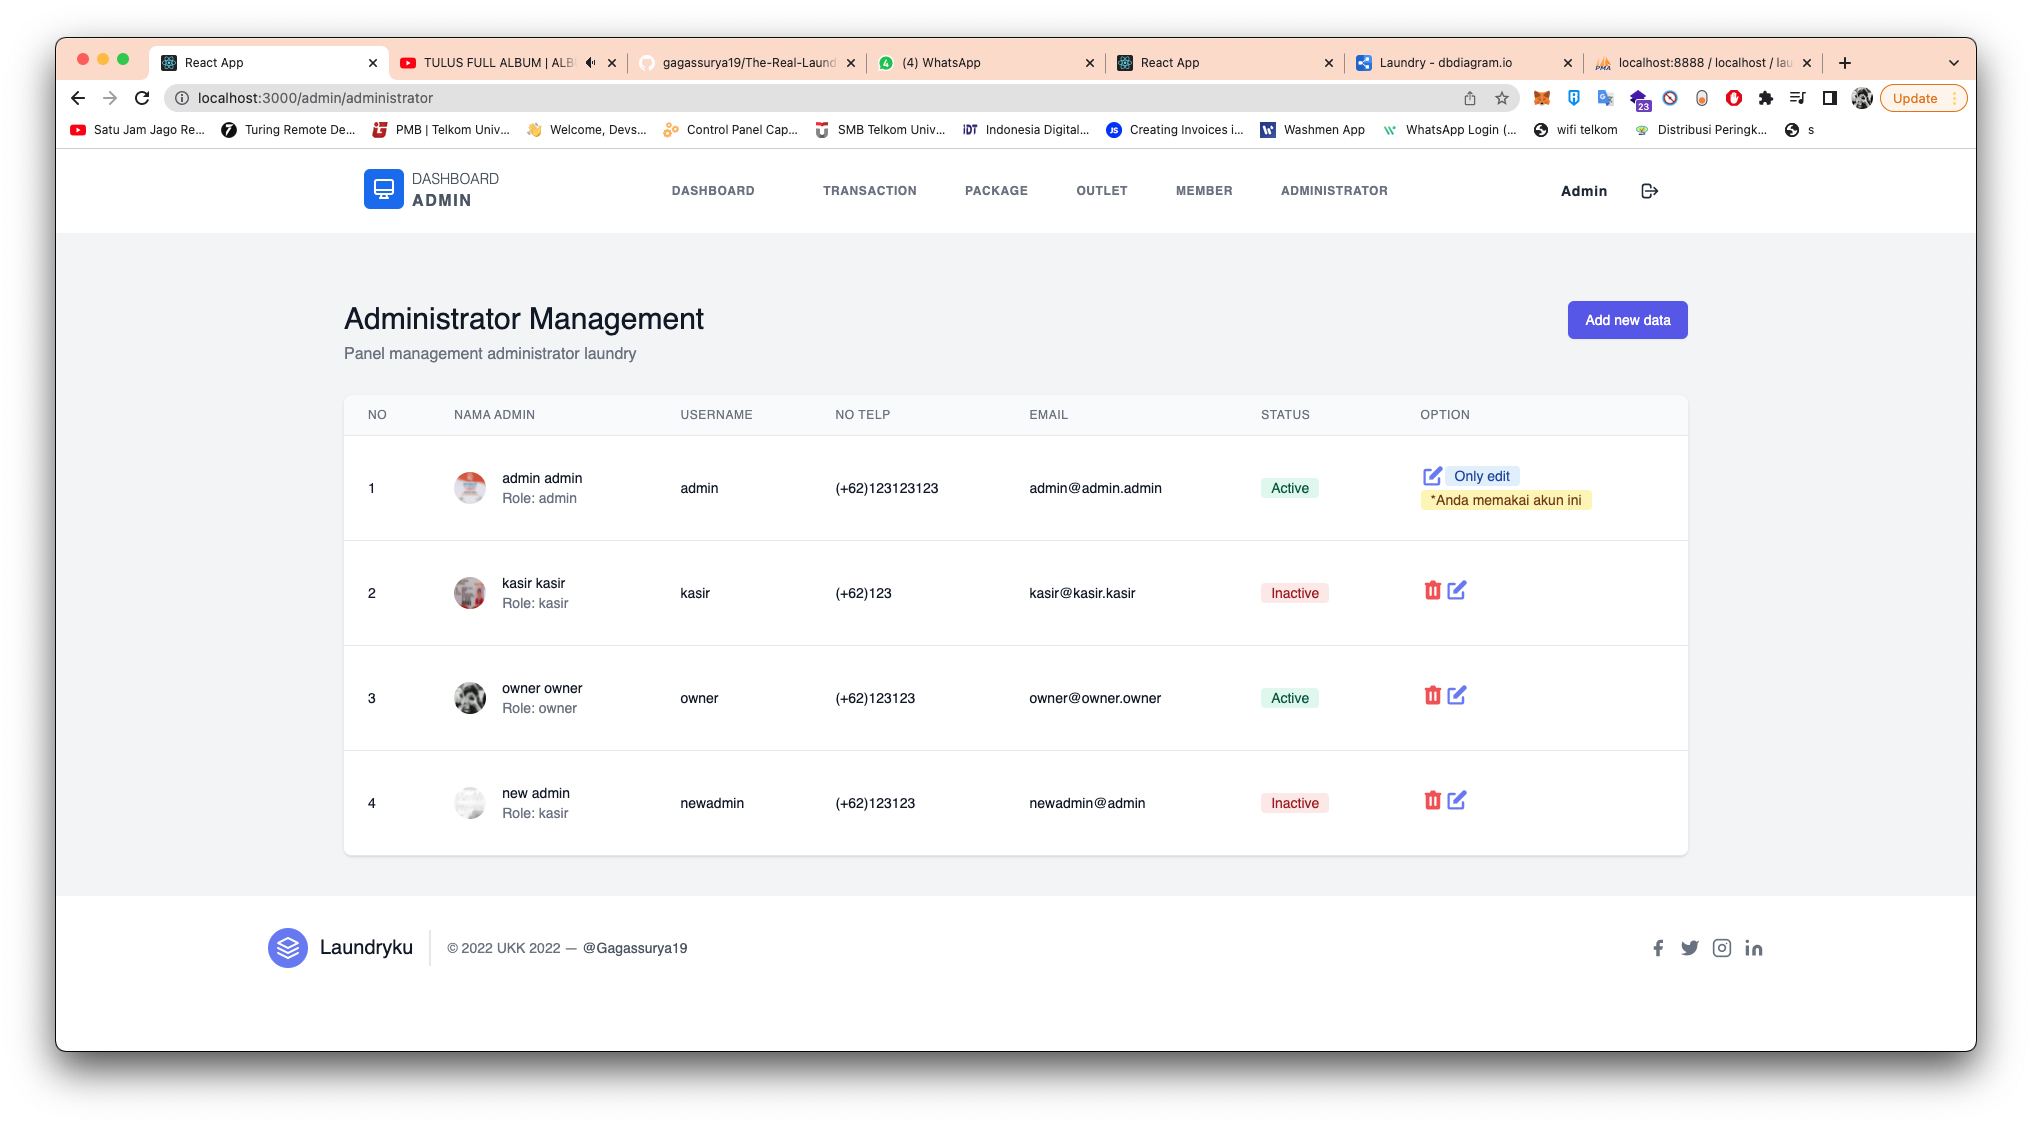 React App
TULUS FULL ALBUM | ALB
gagassurya19/The-Real-Laund
(4) WhatsApp
React App
Laundry - dbdiagram.io
localhost:8888 / localhost / lau
localhost:3000/admin/administrator
23
Update
Satu Jam Jago Re...
Turing Remote De...
PMB | Telkom Univ...
Welcome, Devs...
Control Panel Cap...
SMB Telkom Univ...
Indonesia Digital...
Creating Invoices i...
Washmen App
WhatsApp Login (...
wifi telkom
Distribusi Peringk...
s
DASHBOARD
ADMIN
DASHBOARD
TRANSACTION
PACKAGE
OUTLET
MEMBER
ADMINISTRATOR
Admin
Administrator Management
Add new data
Panel management administrator laundry
NO NAMA ADMIN USERNAME NO TELP EMAIL STATUS OPTION
1 admin admin admin (+62)123123123 admin@admin.admin Active Only edit
Role: admin *Anda memakai akun ini
2 kasir kasir kasir (+62)123 kasir@kasir.kasir Inactive
Role: kasir
3 owner owner owner (+62)123123 owner@owner.owner Active
Role: owner
4 new admin newadmin (+62)123123 newadmin@admin Inactive
Role: kasir
Laundryku
© 2022 UKK 2022 — @Gagassurya19